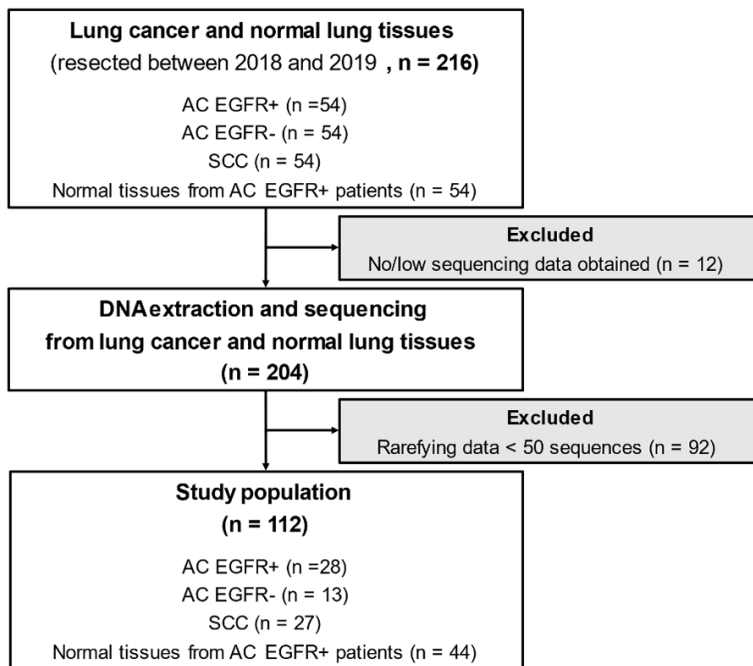 Lung cancer and normal lung tissues
(resected between 2018 and 2019 , n = 216)
AC EGFR+ (n =54)
AC EGFR- (n = 54)
SCC (n = 54)
Normal tissues from AC EGFR+ patients (n = 54)
Excluded
No/low sequencing data obtained (n = 12)
DNA extraction and sequencing
from lung cancer and normal lung tissues
(n = 204)
Excluded
Rarefying data < 50 sequences (n = 92)
Study population
(n = 112)
AC EGFR+ (n =28)
AC EGFR- (n = 13)
SCC (n = 27)
Normal tissues from AC EGFR+ patients (n = 44)